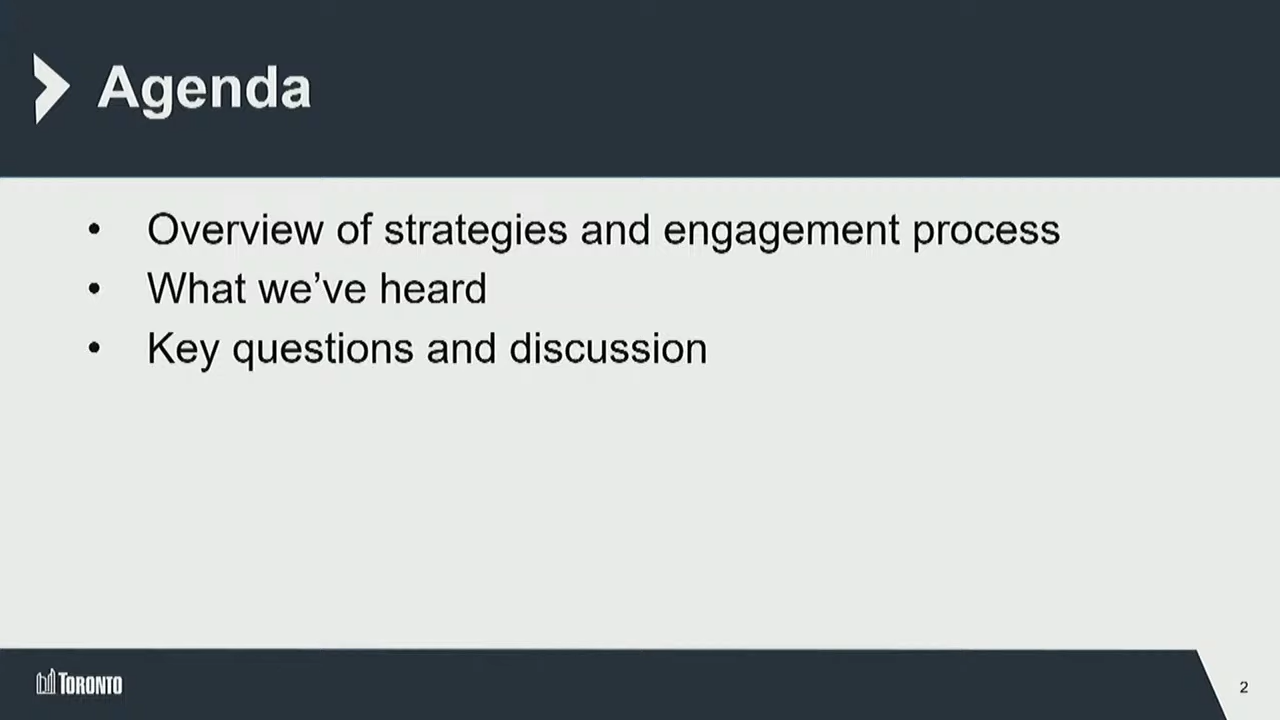 Agenda
• Overview of strategies and engagement process
• What we’ve heard
• Key questions and discussion
TORONTO
2